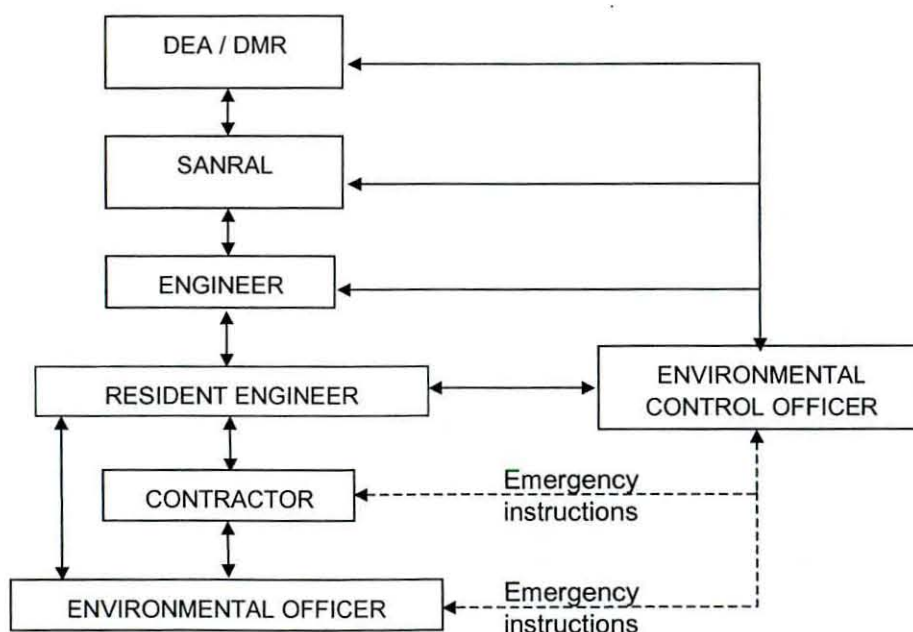 DEA / DMR
SANRAL
ENGINEER
RESIDENT ENGINEER
ENVIRONMENTAL
CONTROL OFFICER
CONTRACTOR
Emergency
instructions
ENVIRONMENTAL OFFICER
Emergency
instructions